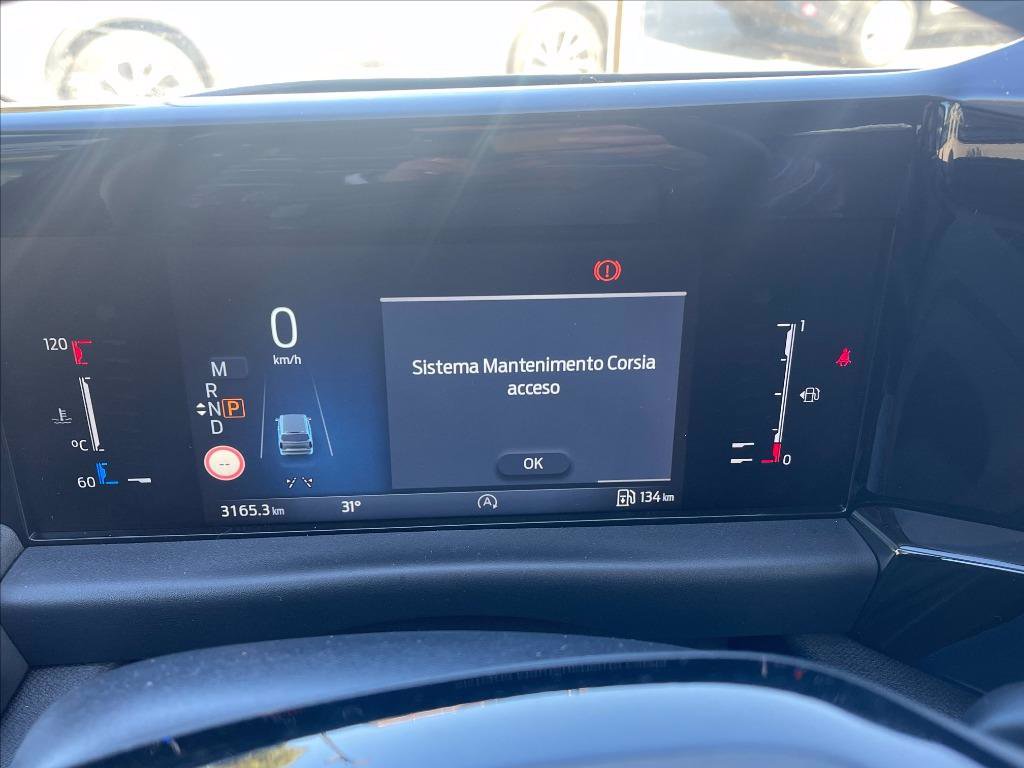 0
km/h
Sistema Mantenimento Corsia
acceso
OK
120
°C
60
M
R
N P
D
--
1
0
3165.3 km
31°
A
134 km